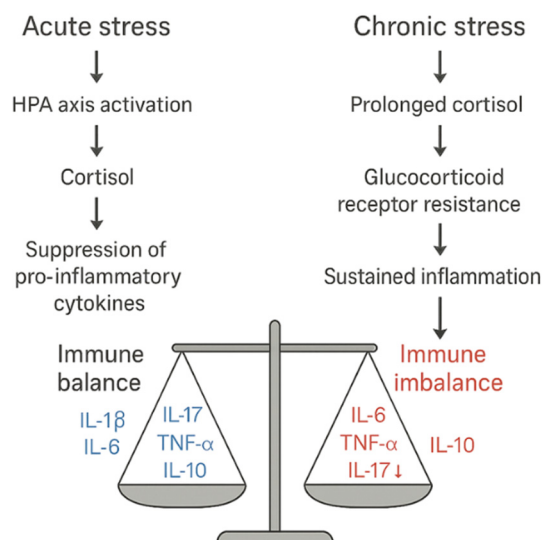 Acute stress
HPA axis activation
Cortisol
Suppression of
pro-inflammatory
cytokines
Immune
balance
IL-1β
IL-6
IL-17
TNF-α
IL-10
Chronic stress
Prolonged cortisol
Glucocorticoid
receptor resistance
Sustained inflammation
Immune
imbalance
IL-6
TNF-α
IL-17↓
IL-10